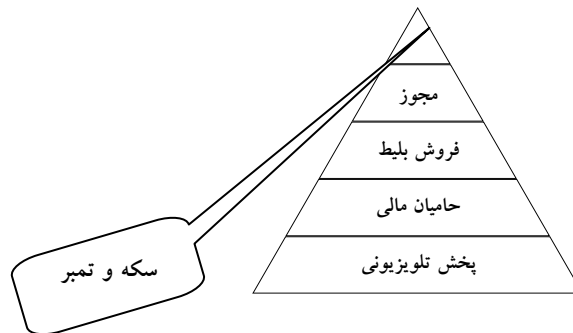 مجوز
فروش بلیط
حامیان مالی
پخش تلویزیونی
سکه و تمبر